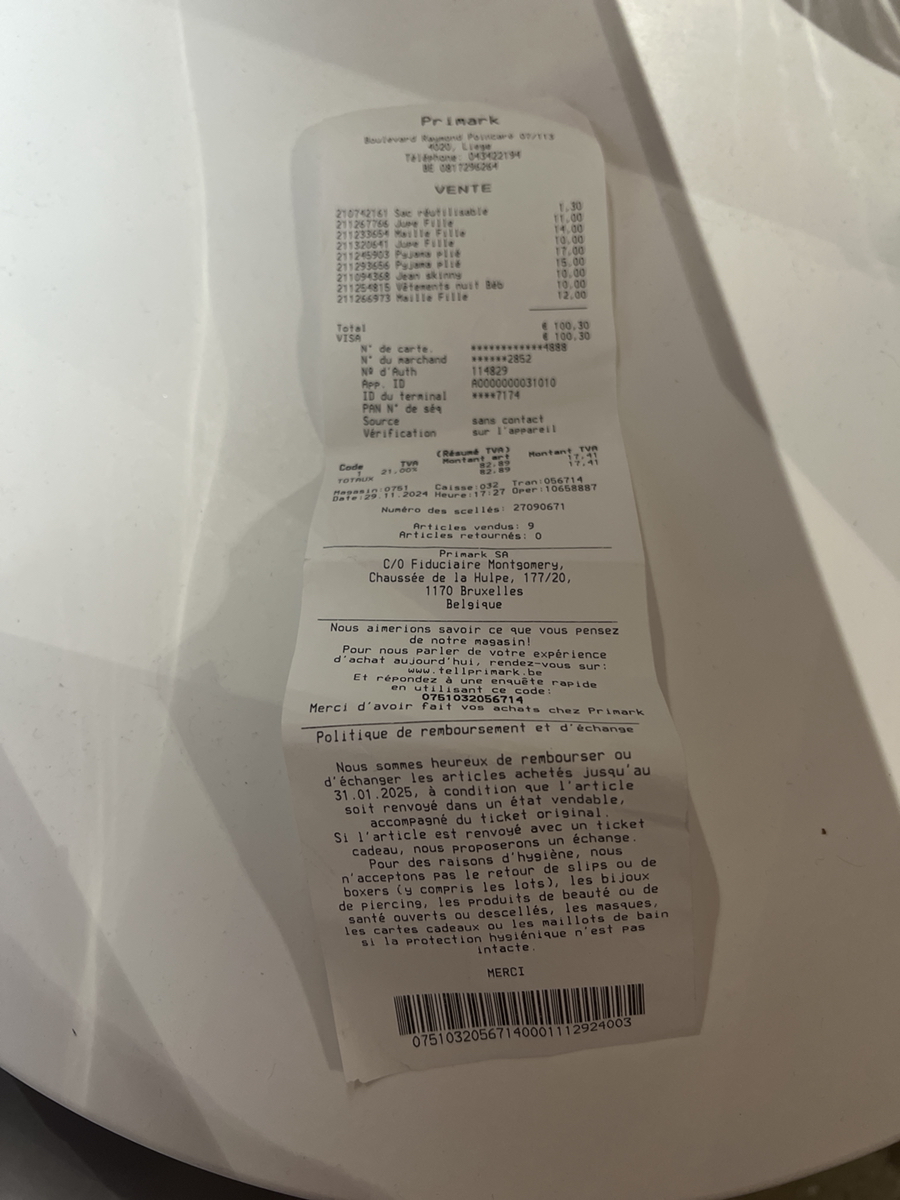 Primark
Boulevard Raymond Poincaré 07/113
4020, Liege
Téléphone: 043422194
BE 0817296264
VENTE
210742161 Sac réutilisable 1.30
211267766 Jupe Fille 11.00
211233654 Maille Fille 14.00
211320641 Jupe Fille 10.00
211245903 Pyjama plié 17.00
211293656 Pyjama plié 15.00
211094368 Jean skinny 10.00
211254815 Vêtements nuit Béb 10.00
211266973 Maille Fille 12.00
Total € 100.30
VISA € 100.30
N° de carte. ************4888
N° du marchand ******2852
Nº d'Auth 114829
App. ID A0000000031010
ID du terminal ****7174
PAN N° de séq
Source sans contact
Vérification sur l'appareil
(Résumé TVA)
Code TVA Montant art Montant TVA
1 21.00% 82.89 17.41
TOTAUX 82.89 17.41
Magasin:0751 Caisse:032 Tran:056714
Date:29.11.2024 Heure:17:27 Oper:10658887
Numéro des scellés: 27090671
Articles vendus: 9
Articles retournés: 0
Primark SA
C/O Fiduciaire Montgomery,
Chaussée de la Hulpe, 177/20,
1170 Bruxelles
Belgique
Nous aimerions savoir ce que vous pensez
de notre magasin!
Pour nous parler de votre expérience
d'achat aujourd'hui, rendez-vous sur:
www.tellprimark.be
Et répondez à une enquête rapide
en utilisant ce code:
0751032056714
Merci d'avoir fait vos achats chez Primark
Politique de remboursement et d'échange
Nous sommes heureux de rembourser ou
d'échanger les articles achetés jusqu'au
31.01.2025, à condition que l'article
soit renvoyé dans un état vendable,
accompagné du ticket original.
Si l'article est renvoyé avec un ticket
cadeau, nous proposerons un échange.
Pour des raisons d'hygiène, nous
n'acceptons pas le retour de slips ou de
boxers (y compris les lots), les bijoux
de piercing, les produits de beauté ou de
santé ouverts ou descellés, les masques,
les cartes cadeaux ou les maillots de bain
si la protection hygiénique n'est pas
intacte.
MERCI
07510320567140001112924003